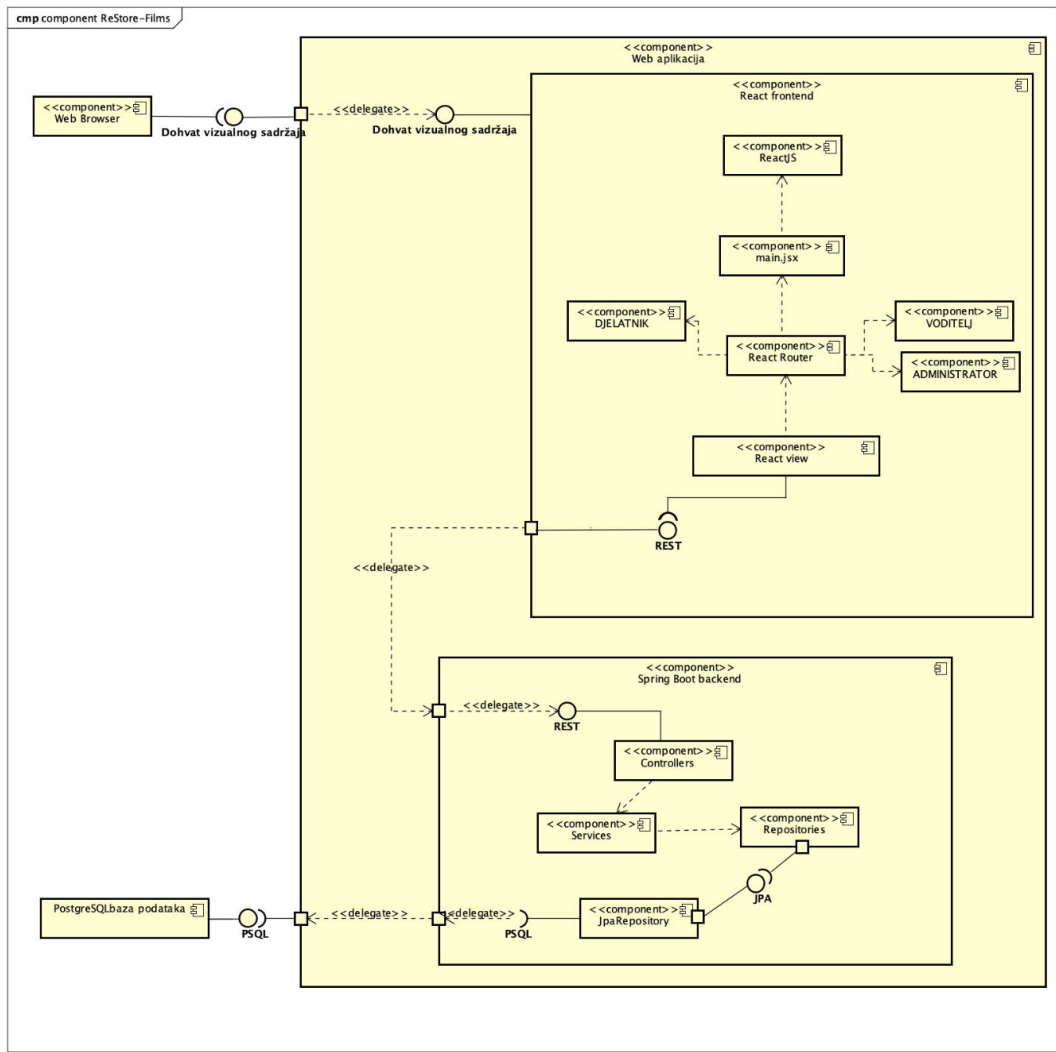 cmp component ReStore-Films
<<component>>
Web aplikacija
<<component>>
React frontend
<<component>>
Web Browser
Dohvat vizualnog sadržaja
<<delegate>>
Dohvat vizualnog sadržaja
<<component>>
ReactJS
<<component>>
main.jsx
<<component>>
DJELATNIK
<<component>>
VODITELJ
<<component>>
React Router
<<component>>
ADMINISTRATOR
<<component>>
React view
REST
<<delegate>>
<<component>>
Spring Boot backend
<<delegate>>
REST
<<component>>
Controllers
<<component>>
Services
<<component>>
Repositories
JPA
PostgreSQLbaza podataka
PSQL
<<delegate>>
<<delegate>>
PSQL
<<component>>
JpaRepository